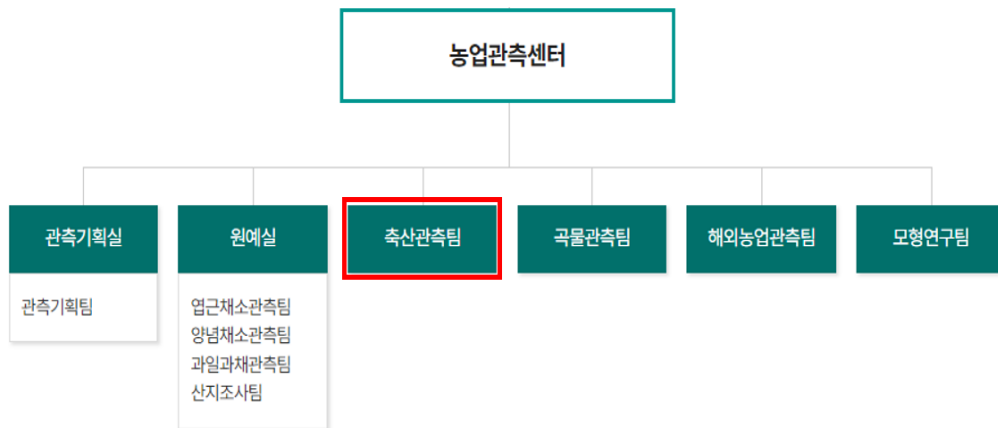 농업관측센터
관측기획실
원예실
축산관측팀
곡물관측팀
해외농업관측팀
모형연구팀
관측기획팀
엽근채소관측팀
양념채소관측팀
과일과채관측팀
산지조사팀